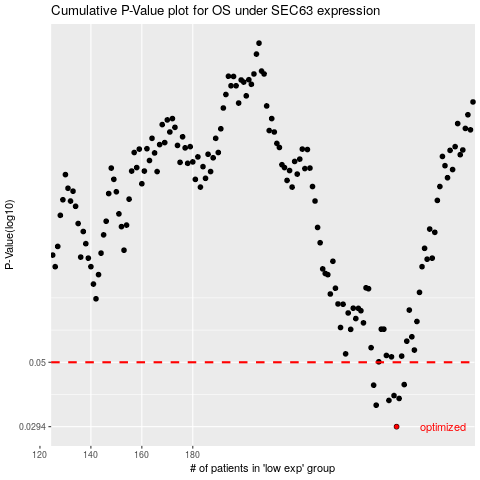 Cumulative P-Value plot for OS under SEC63 expression
P-Value(log10)
0.05
0.0294
optimized
120 140 160 180
# of patients in 'low exp' group